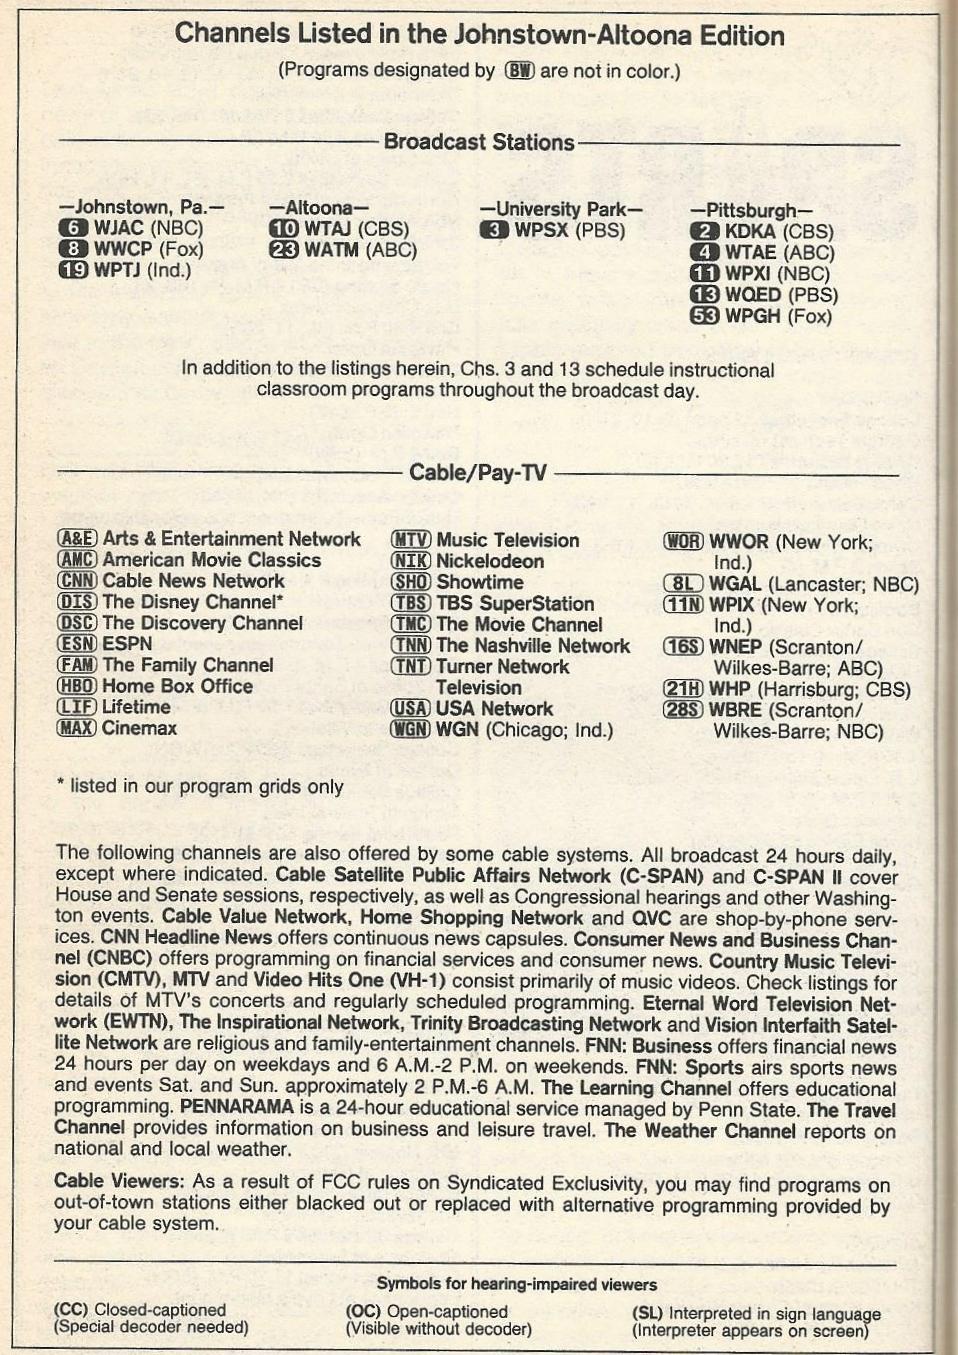 Channels Listed in the Johnstown-Altoona Edition
(Programs designated by BW are not in color.)
Broadcast Stations
—Johnstown, Pa.—
6 WJAC (NBC)
8 WWCP (Fox)
19 WPTJ (Ind.)
—Altoona—
10 WTAJ (CBS)
23 WATM (ABC)
—University Park—
3 WPSX (PBS)
—Pittsburgh—
2 KDKA (CBS)
4 WTAE (ABC)
11 WPXI (NBC)
13 WQED (PBS)
53 WPGH (Fox)
In addition to the listings herein, Chs. 3 and 13 schedule instructional
classroom programs throughout the broadcast day.
Cable/Pay-TV
A&E Arts & Entertainment Network
AMC American Movie Classics
CNN Cable News Network
DIS The Disney Channel*
DSC The Discovery Channel
ESN ESPN
FAM The Family Channel
HBO Home Box Office
LIF Lifetime
MAX Cinemax
MTV Music Television
NIK Nickelodeon
SHO Showtime
TBS TBS SuperStation
TMC The Movie Channel
TNN The Nashville Network
TNT Turner Network
Television
USA USA Network
WGN WGN (Chicago; Ind.)
WOR WWOR (New York;
Ind.)
8L WGAL (Lancaster; NBC)
11N WPIX (New York;
Ind.)
16S WNEP (Scranton/
Wilkes-Barre; ABC)
21H WHP (Harrisburg; CBS)
28S WBRE (Scranton/
Wilkes-Barre; NBC)
* listed in our program grids only
The following channels are also offered by some cable systems. All broadcast 24 hours daily,
except where indicated. Cable Satellite Public Affairs Network (C-SPAN) and C-SPAN II cover
House and Senate sessions, respectively, as well as Congressional hearings and other Washing-
ton events. Cable Value Network, Home Shopping Network and QVC are shop-by-phone serv-
ices. CNN Headline News offers continuous news capsules. Consumer News and Business Chan-
nel (CNBC) offers programming on financial services and consumer news. Country Music Televi-
sion (CMTV), MTV and Video Hits One (VH-1) consist primarily of music videos. Check listings for
details of MTV's concerts and regularly scheduled programming. Eternal Word Television Net-
work (EWTN), The Inspirational Network, Trinity Broadcasting Network and Vision Interfaith Satel-
lite Network are religious and family-entertainment channels. FNN: Business offers financial news
24 hours per day on weekdays and 6 A.M.-2 P.M. on weekends. FNN: Sports airs sports news
and events Sat. and Sun. approximately 2 P.M.-6 A.M. The Learning Channel offers educational
programming. PENNARAMA is a 24-hour educational service managed by Penn State. The Travel
Channel provides information on business and leisure travel. The Weather Channel reports on
national and local weather.
Cable Viewers: As a result of FCC rules on Syndicated Exclusivity, you may find programs on
out-of-town stations either blacked out or replaced with alternative programming provided by
your cable system.
Symbols for hearing-impaired viewers
(CC) Closed-captioned
(Special decoder needed)
(OC) Open-captioned
(Visible without decoder)
(SL) Interpreted in sign language
(Interpreter appears on screen)